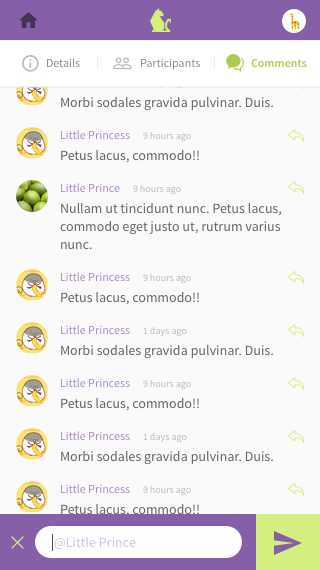 Details
Participants
Comments
Morbi sodales gravida pulvinar. Duis.
Little Princess 9 hours ago
Petus lacus, commodo!!
Little Prince 9 hours ago
Nullam ut tincidunt nunc. Petus lacus,
commodo eget justo ut, rutrum varius
nunc.
Little Princess 9 hours ago
Petus lacus, commodo!!
Little Princess 1 days ago
Morbi sodales gravida pulvinar. Duis.
Little Princess 9 hours ago
Petus lacus, commodo!!
Little Princess 1 days ago
Morbi sodales gravida pulvinar. Duis.
Little Princess 9 hours ago
Petus lacus, commodo!!
@Little Prince